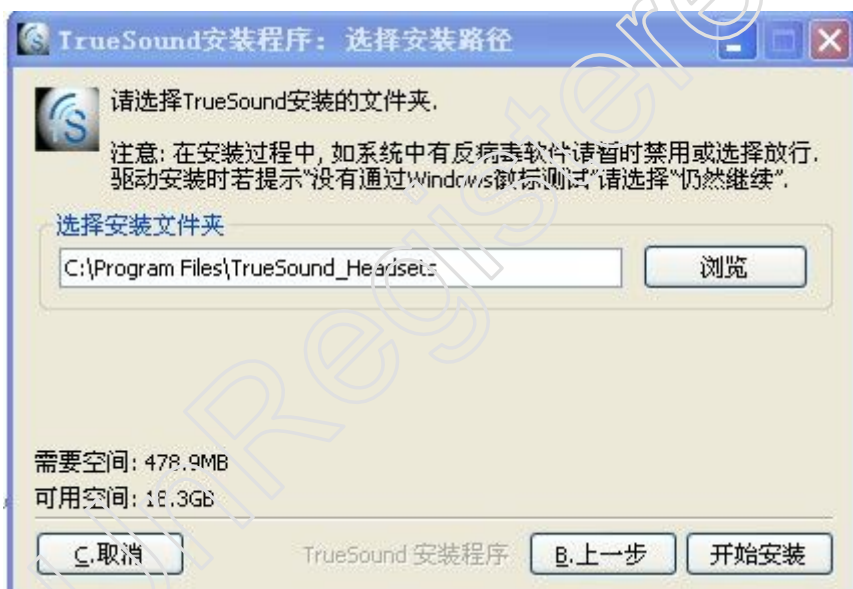 TrueSound安装程序: 选择安装路径
请选择TrueSound安装的文件夹.
注意: 在安装过程中, 如系统中有反病毒软件请暂时禁用或选择放行.
驱动安装时若提示“没有通过Windows徽标测试”请选择“仍然继续”.
选择安装文件夹
C:\Program Files\TrueSound_Headsets
浏览
需要空间: 478.9MB
可用空间: 18.3GB
C.取消
TrueSound 安装程序
B.上一步
开始安装
UnRegistered